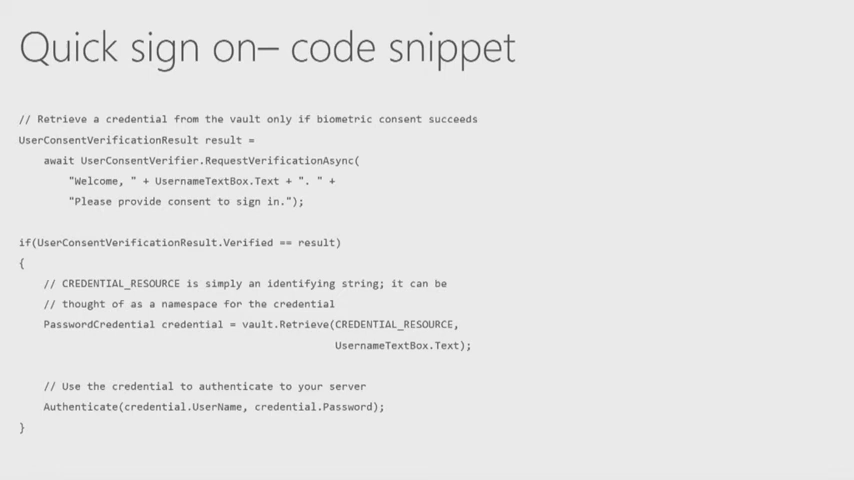 Quick sign on– code snippet
// Retrieve a credential from the vault only if biometric consent succeeds
UserConsentVerificationResult result =
    await UserConsentVerifier.RequestVerificationAsync(
        "Welcome, " + UsernameTextBox.Text + ". " +
        "Please provide consent to sign in.");
if(UserConsentVerificationResult.Verified == result)
{
    // CREDENTIAL_RESOURCE is simply an identifying string; it can be
    // thought of as a namespace for the credential
    PasswordCredential credential = vault.Retrieve(CREDENTIAL_RESOURCE,
                                                   UsernameTextBox.Text);
    // Use the credential to authenticate to your server
    Authenticate(credential.UserName, credential.Password);
}